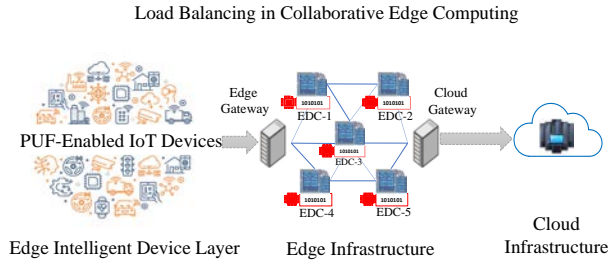 Load Balancing in Collaborative Edge Computing
Edge
Gateway
1010101
EDC-1
1010101
EDC-2
Cloud
Gateway
PUF-Enabled IoT Devices
1010101
EDC-3
1010101
EDC-4
1010101
EDC-5
Edge Intelligent Device Layer
Edge Infrastructure
Cloud
Infrastructure